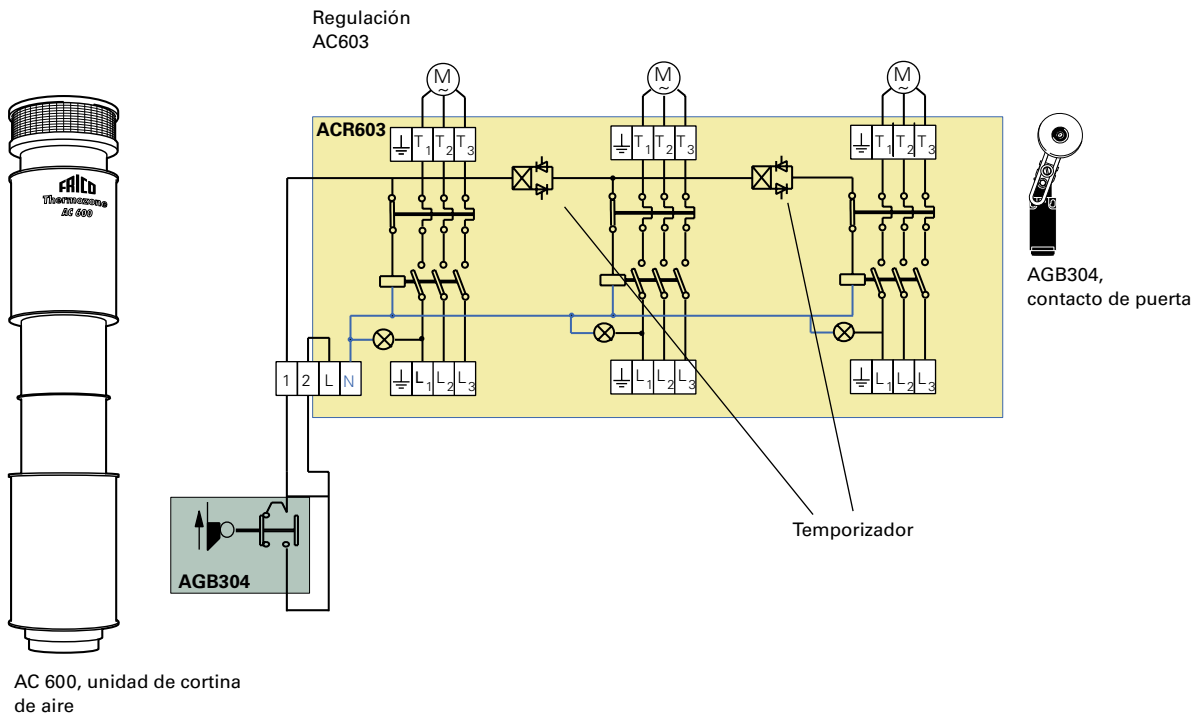 Regulación
AC603
M
~
M
~
M
~
ACR603
T1 T2 T3
T1 T2 T3
T1 T2 T3
FRICO
Thermozone
AC 600
AGB304,
contacto de puerta
1 2 L N
L1 L2 L3
L1 L2 L3
L1 L2 L3
Temporizador
AGB304
AC 600, unidad de cortina
de aire